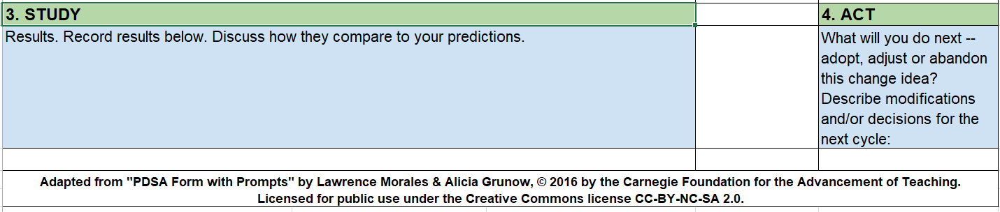 3. STUDY
Results. Record results below. Discuss how they compare to your predictions.
4. ACT
What will you do next --
adopt, adjust or abandon
this change idea?
Describe modifications
and/or decisions for the
next cycle:
Adapted from "PDSA Form with Prompts" by Lawrence Morales & Alicia Grunow, © 2016 by the Carnegie Foundation for the Advancement of Teaching.
Licensed for public use under the Creative Commons license CC-BY-NC-SA 2.0.